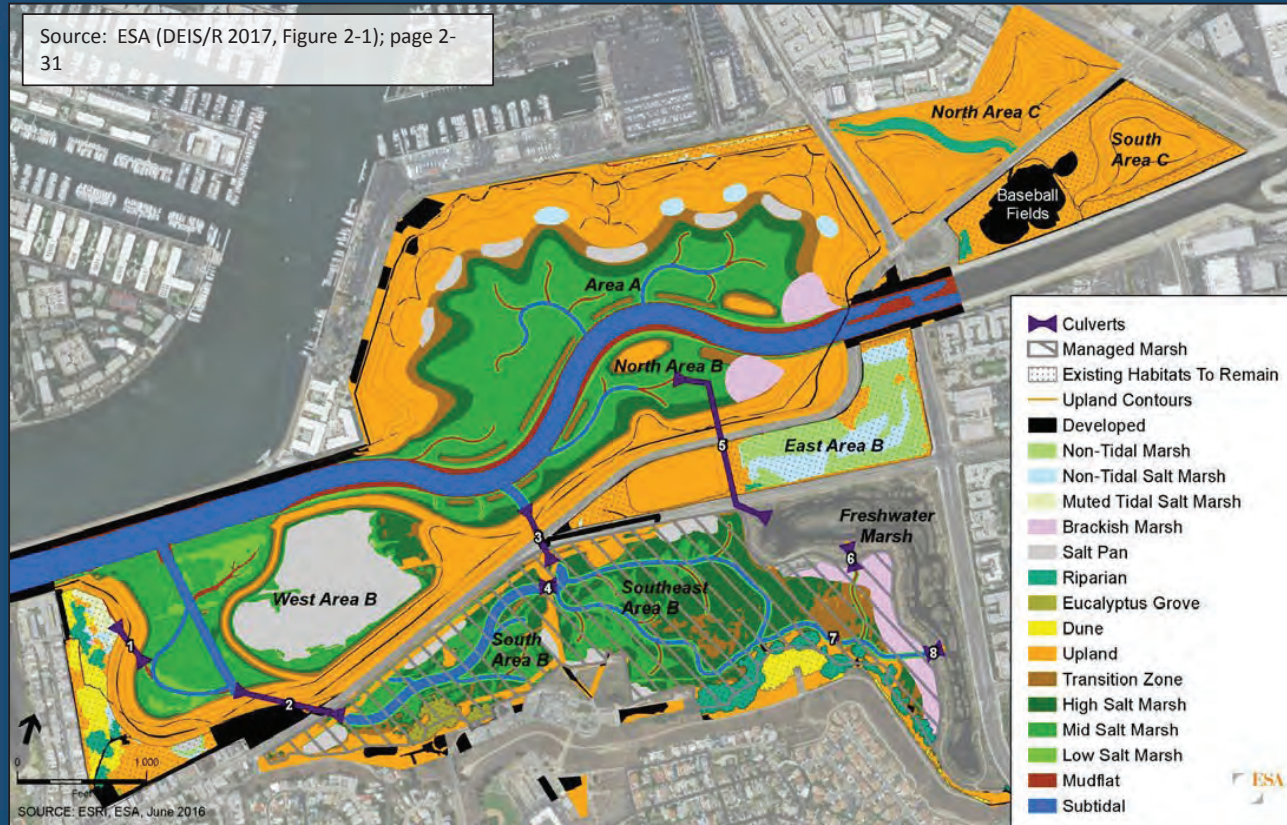 Source: ESA (DEIS/R 2017, Figure 2-1); page 2-
31
North Area C
South
Area C
Baseball
Fields
Area A
North Area B
5
East Area B
Freshwater
Marsh
3
6
4
Southeast
Area B
West Area B
South
Area B
1
7
8
2
0
1 000
Feet
SOURCE: ESRI, ESA, June 2016
Culverts
Managed Marsh
Existing Habitats To Remain
Upland Contours
Developed
Non-Tidal Marsh
Non-Tidal Salt Marsh
Muted Tidal Salt Marsh
Brackish Marsh
Salt Pan
Riparian
Eucalyptus Grove
Dune
Upland
Transition Zone
High Salt Marsh
Mid Salt Marsh
Low Salt Marsh
Mudflat
Subtidal
ESA